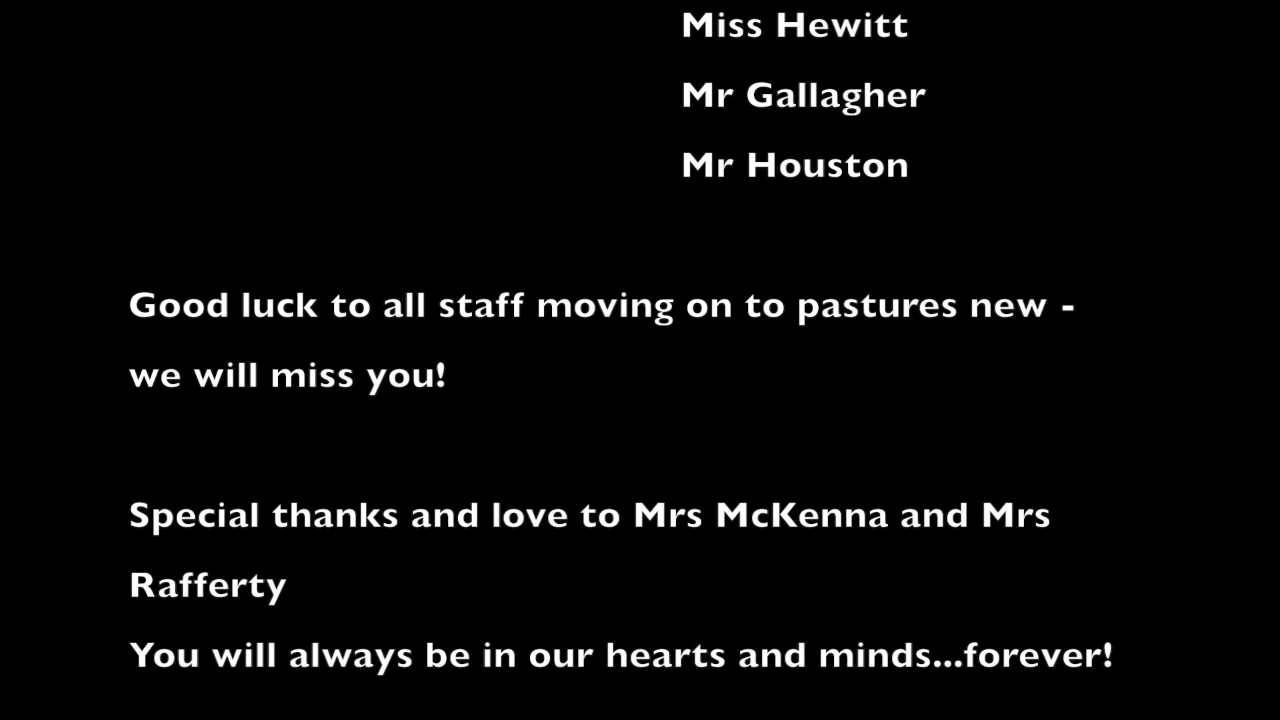 Miss Hewitt
Mr Gallagher
Mr Houston
Good luck to all staff moving on to pastures new -
we will miss you!
Special thanks and love to Mrs McKenna and Mrs
Rafferty
You will always be in our hearts and minds...forever!